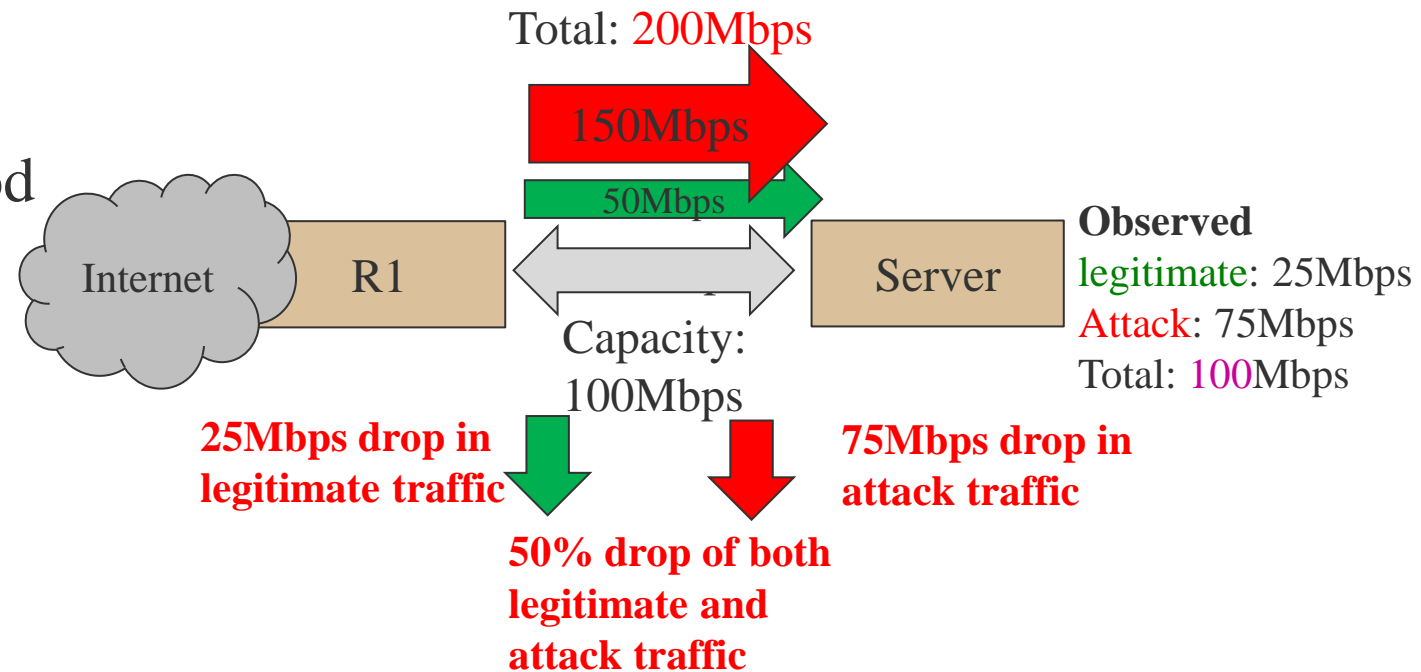 Total: 200Mbps
150Mbps
50Mbps
Internet
R1
Server
Capacity:
100Mbps
Observed
legitimate: 25Mbps
Attack: 75Mbps
Total: 100Mbps
25Mbps drop in
legitimate traffic
75Mbps drop in
attack traffic
50% drop of both
legitimate and
attack traffic